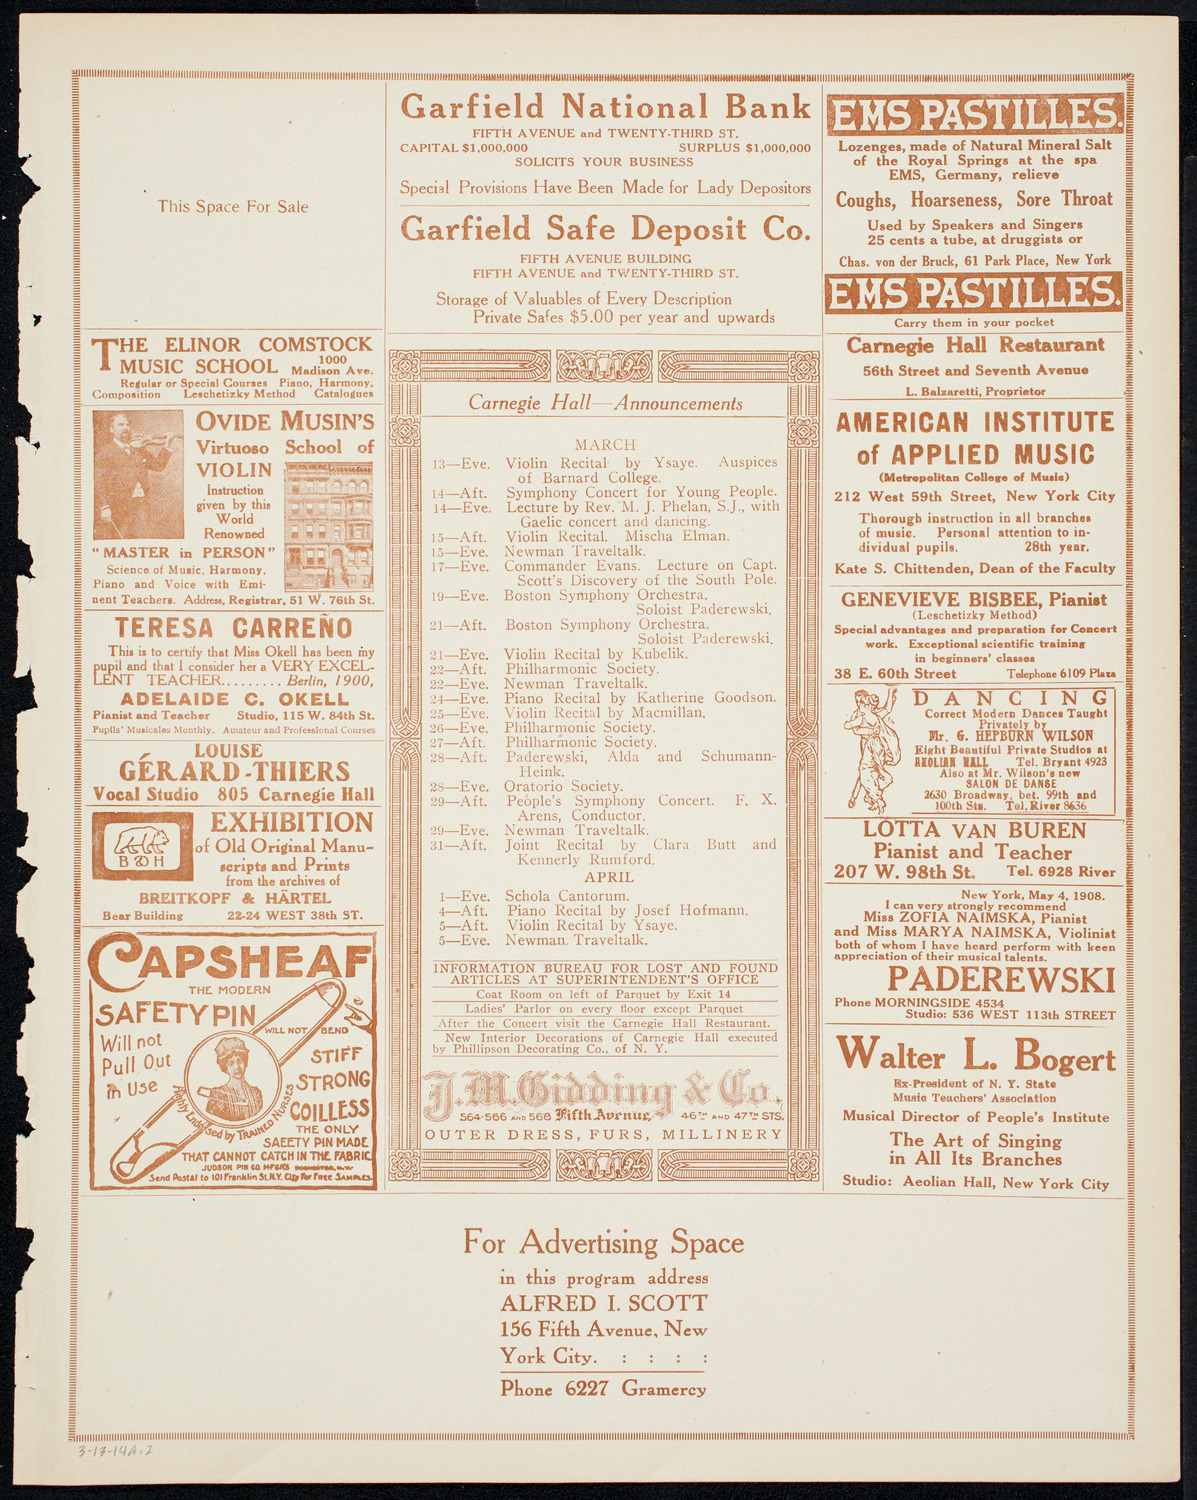 This Space For Sale
THE ELINOR COMSTOCK
MUSIC SCHOOL 1000 Madison Ave.
Regular or Special Courses Piano, Harmony,
Composition Leschetizky Method Catalogues
OVIDE MUSIN'S
Virtuoso School of
VIOLIN
Instruction
given by this
World
Renowned
"MASTER in PERSON"
Science of Music, Harmony,
Piano and Voice with Emi-
nent Teachers. Address, Registrar, 51 W. 76th St.
TERESA CARREÑO
This is to certify that Miss Okell has been my
pupil and that I consider her a VERY EXCEL-
LENT TEACHER........ Berlin, 1900,
ADELAIDE C. OKELL
Pianist and Teacher Studio, 115 W. 84th St.
Pupils' Musicales Monthly. Amateur and Professional Courses
LOUISE
GÉRARD-THIERS
Vocal Studio 805 Carnegie Hall
B & H
EXHIBITION
of Old Original Manu-
scripts and Prints
from the archives of
BREITKOPF & HÄRTEL
Bear Building 22-24 WEST 38th ST.
CAPSHEAF
THE MODERN
SAFETY PIN
WILL NOT BEND
Will not
Pull Out
in Use
STIFF
STRONG
COILLESS
Highly Endorsed by TRAINED NURSES
THE ONLY
SAFETY PIN MADE
THAT CANNOT CATCH IN THE FABRIC
JUDSON PIN CO. MFGRS ROCHESTER, N.Y.
Send Postal to 101 Franklin St. N.Y. City for Free Samples.
Garfield National Bank
FIFTH AVENUE and TWENTY-THIRD ST.
CAPITAL $1,000,000 SURPLUS $1,000,000
SOLICITS YOUR BUSINESS
Special Provisions Have Been Made for Lady Depositors
Garfield Safe Deposit Co.
FIFTH AVENUE BUILDING
FIFTH AVENUE and TWENTY-THIRD ST.
Storage of Valuables of Every Description
Private Safes $5.00 per year and upwards
Carnegie Hall—Announcements
MARCH
13—Eve. Violin Recital by Ysaye. Auspices
of Barnard College.
14—Aft. Symphony Concert for Young People.
14—Eve. Lecture by Rev. M. J. Phelan, S.J., with
Gaelic concert and dancing.
15—Aft. Violin Recital. Mischa Elman.
15—Eve. Newman Traveltalk.
17—Eve. Commander Evans. Lecture on Capt.
Scott's Discovery of the South Pole.
19—Eve. Boston Symphony Orchestra.
Soloist Paderewski.
21—Aft. Boston Symphony Orchestra.
Soloist Paderewski.
21—Eve. Violin Recital by Kubelik.
22—Aft. Philharmonic Society.
22—Eve. Newman Traveltalk.
24—Eve. Piano Recital by Katherine Goodson.
25—Eve. Violin Recital by Macmillan.
26—Eve. Philharmonic Society.
27—Aft. Philharmonic Society.
28—Aft. Paderewski, Alda and Schumann-
Heink.
28—Eve. Oratorio Society.
29—Aft. People's Symphony Concert. F. X.
Arens, Conductor.
29—Eve. Newman Traveltalk.
31—Aft. Joint Recital by Clara Butt and
Kennerly Rumford.
APRIL
1—Eve. Schola Cantorum.
4—Aft. Piano Recital by Josef Hofmann.
5—Aft. Violin Recital by Ysaye.
5—Eve. Newman Traveltalk.
INFORMATION BUREAU FOR LOST AND FOUND
ARTICLES AT SUPERINTENDENT'S OFFICE
Coat Room on left of Parquet by Exit 14
Ladies' Parlor on every floor except Parquet
After the Concert visit the Carnegie Hall Restaurant.
New Interior Decorations of Carnegie Hall executed
by Phillipson Decorating Co., of N. Y.
J. M. Gidding & Co.
564-566 AND 568 Fifth Avenue, 46TH AND 47TH STS.
OUTER DRESS, FURS, MILLINERY
EMS PASTILLES.
Lozenges, made of Natural Mineral Salt
of the Royal Springs at the spa
EMS, Germany, relieve
Coughs, Hoarseness, Sore Throat
Used by Speakers and Singers
25 cents a tube, at druggists or
Chas. von der Bruck, 61 Park Place, New York
EMS PASTILLES.
Carry them in your pocket
Carnegie Hall Restaurant
56th Street and Seventh Avenue
L. Balzaretti, Proprietor
AMERICAN INSTITUTE
of APPLIED MUSIC
(Metropolitan College of Music)
212 West 59th Street, New York City
Thorough instruction in all branches
of music. Personal attention to in-
dividual pupils. 28th year.
Kate S. Chittenden, Dean of the Faculty
GENEVIEVE BISBEE, Pianist
(Leschetizky Method)
Special advantages and preparation for Concert
work. Exceptional scientific training
in beginners' classes
38 E. 60th Street Telephone 6109 Plaza
DANCING
Correct Modern Dances Taught
Privately by
Mr. G. HEPBURN WILSON
Eight Beautiful Private Studios at
AEOLIAN HALL Tel. Bryant 4923
Also at Mr. Wilson's new
SALON DE DANSE
2630 Broadway, bet. 99th and
100th Sts. Tel. River 8636
LOTTA VAN BUREN
Pianist and Teacher
207 W. 98th St. Tel. 6928 River
New York, May 4, 1908.
I can very strongly recommend
Miss ZOFIA NAIMSKA, Pianist
and Miss MARYA NAIMSKA, Violinist
both of whom I have heard perform with keen
appreciation of their musical talents.
PADEREWSKI
Phone MORNINGSIDE 4534
Studio: 536 WEST 113th STREET
Walter L. Bogert
Ex-President of N. Y. State
Music Teachers' Association
Musical Director of People's Institute
The Art of Singing
in All Its Branches
Studio: Aeolian Hall, New York City
For Advertising Space
in this program address
ALFRED I. SCOTT
156 Fifth Avenue, New
York City. : : : :
Phone 6227 Gramercy
3-13-14A.2